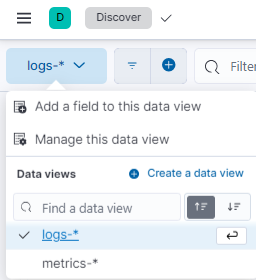 D Discover
logs-*
Filter
Add a field to this data view
Manage this data view
Data views
Create a data view
Find a data view
logs-*
metrics-*